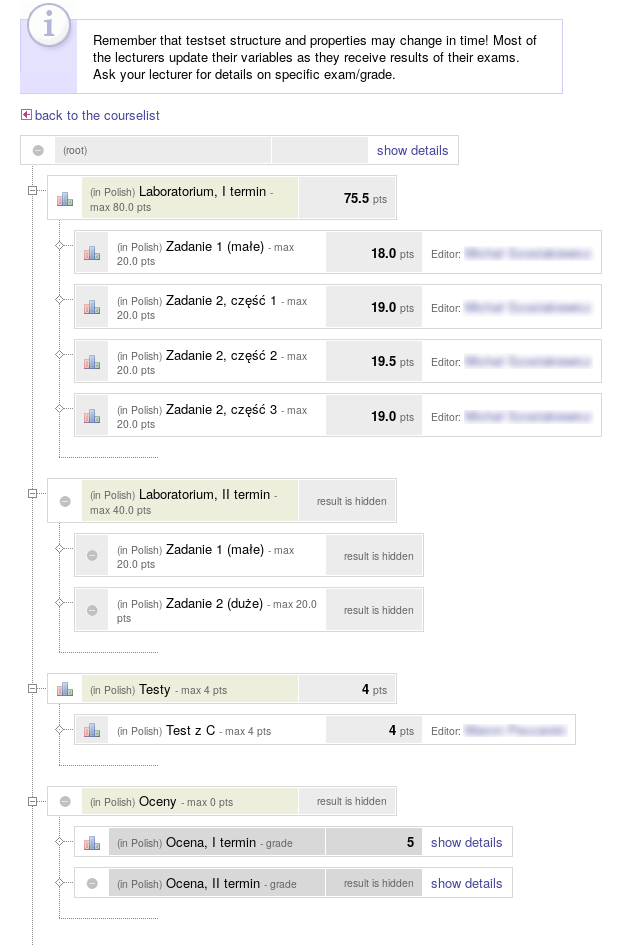 Remember that testset structure and properties may change in time! Most of
the lecturers update their variables as they receive results of their exams.
Ask your lecturer for details on specific exam/grade.
back to the courselist
(root) show details
(in Polish) Laboratorium, I termin -
max 80.0 pts
75.5 pts
(in Polish) Zadanie 1 (małe) - max
20.0 pts
18.0 pts Editor:
(in Polish) Zadanie 2, część 1 - max
20.0 pts
19.0 pts Editor:
(in Polish) Zadanie 2, część 2 - max
20.0 pts
19.5 pts Editor:
(in Polish) Zadanie 2, część 3 - max
20.0 pts
19.0 pts Editor:
(in Polish) Laboratorium, II termin -
max 40.0 pts
result is hidden
(in Polish) Zadanie 1 (małe) - max
20.0 pts
result is hidden
(in Polish) Zadanie 2 (duże) - max 20.0
pts
result is hidden
(in Polish) Testy - max 4 pts 4 pts
(in Polish) Test z C - max 4 pts 4 pts Editor:
(in Polish) Oceny - max 0 pts result is hidden
(in Polish) Ocena, I termin - grade 5 show details
(in Polish) Ocena, II termin - grade result is hidden show details